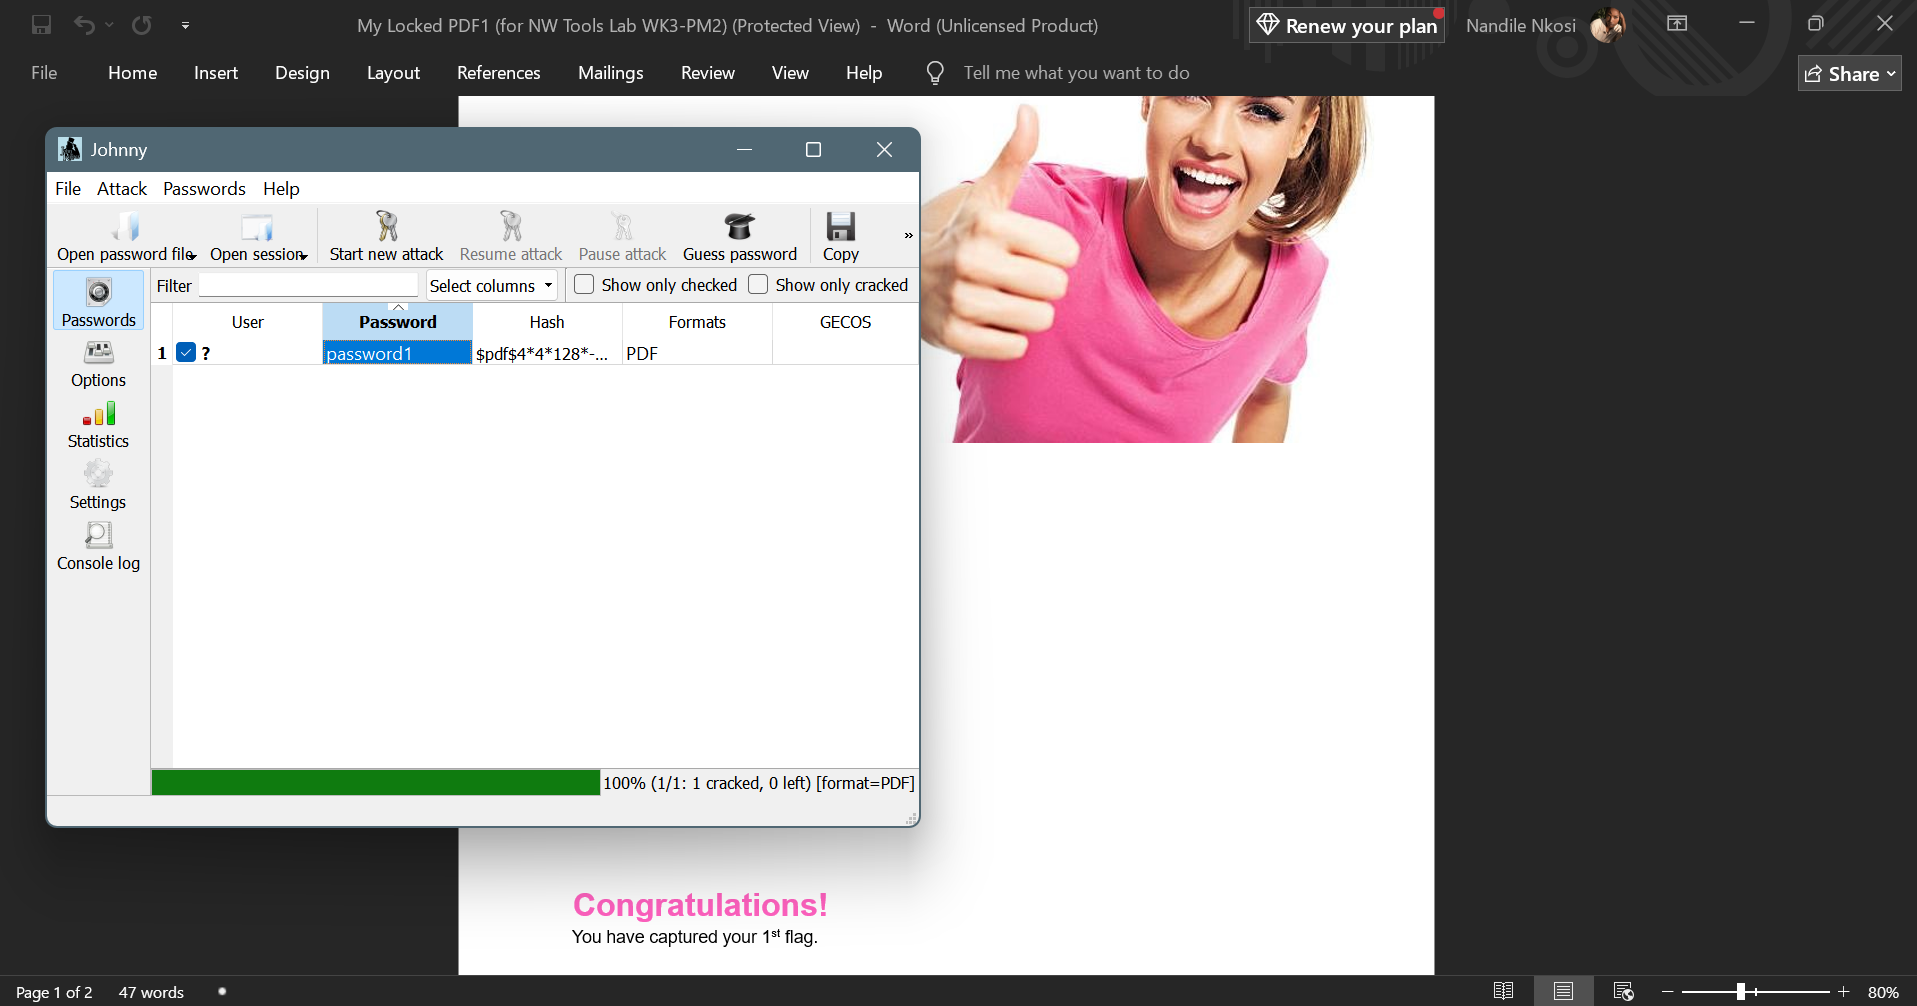 My Locked PDF1 (for NW Tools Lab WK3-PM2) (Protected View) - Word (Unlicensed Product)
Renew your plan
Nandile Nkosi
File Home Insert Design Layout References Mailings Review View Help Tell me what you want to do
Share
Johnny
File Attack Passwords Help
Open password file Open session Start new attack Resume attack Pause attack Guess password Copy »
Filter Select columns Show only checked Show only cracked
Passwords
Options
Statistics
Settings
Console log
User Password Hash Formats GECOS
1 ? password1 $pdf$4*4*128*-... PDF
100% (1/1: 1 cracked, 0 left) [format=PDF]
Congratulations!
You have captured your 1st flag.
Page 1 of 2 47 words 80%